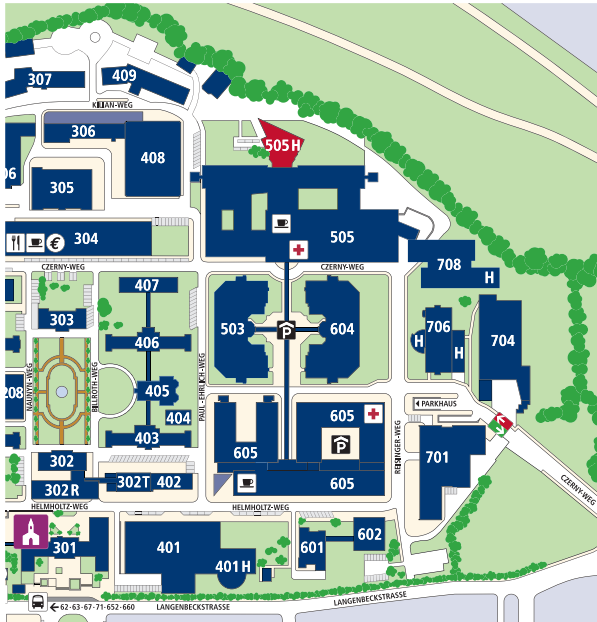 307
409
KILIAN-WEG
306
408
505 H
06
305
304
€
505
CZERNY-WEG
CZERNY-WEG
708
H
407
303
503
P
604
706
H
H
704
406
NAUNYN-WEG
BILLROTH-WEG
PAUL-EHRLICH-WEG
208
405
404
403
PARKHAUS
605
605
P
REISINGER-WEG
701
302
302 R
302T
402
605
CZERNY-WEG
HELMHOLTZ-WEG
HELMHOLTZ-WEG
301
401
401 H
601
602
62-63-67-71-652-660
LANGENBECKSTRASSE
LANGENBECKSTRASSE